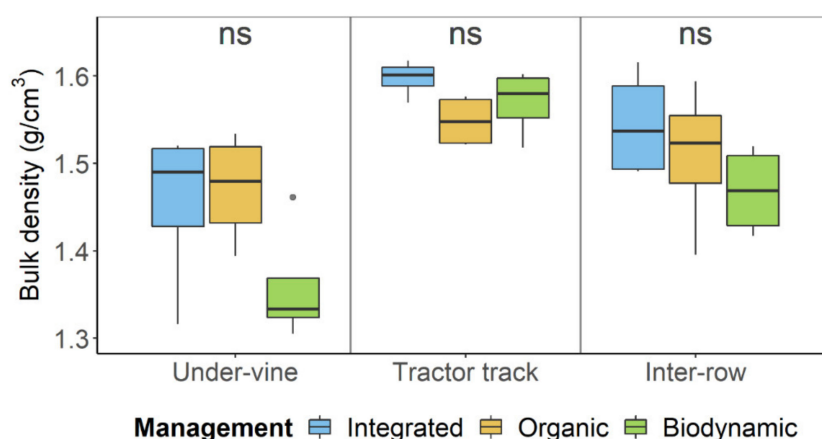 ns ns ns
Bulk density (g/cm³)
1.6
1.5
1.4
1.3
Under-vine Tractor track Inter-row
Management Integrated Organic Biodynamic